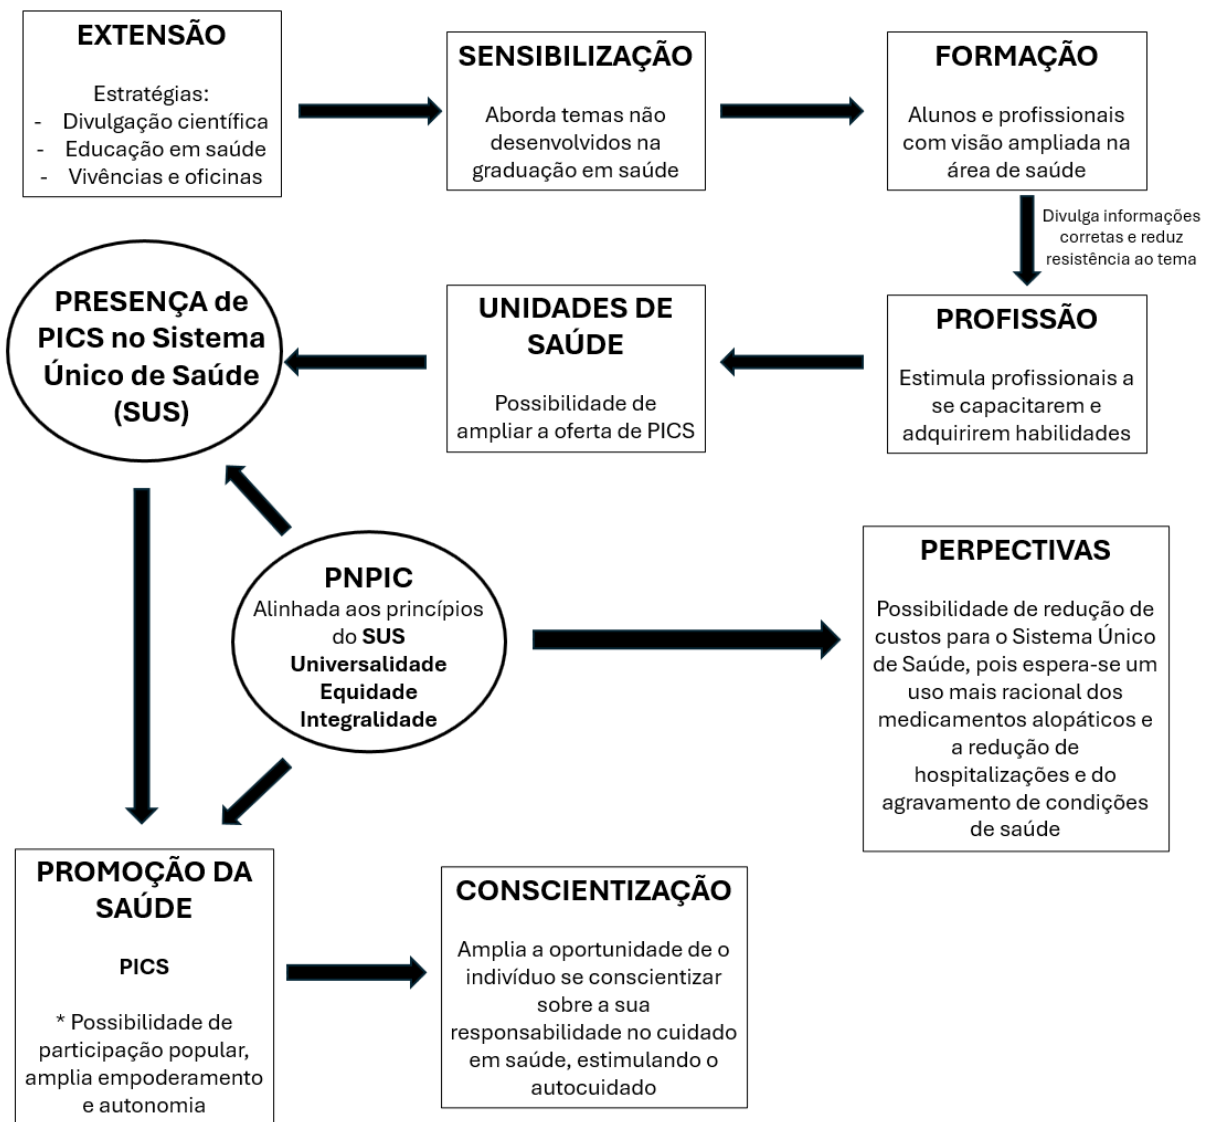 EXTENSÃO
Estratégias:
- Divulgação científica
- Educação em saúde
- Vivências e oficinas
SENSIBILIZAÇÃO
Aborda temas não
desenvolvidos na
graduação em saúde
FORMAÇÃO
Alunos e profissionais
com visão ampliada na
área de saúde
Divulga informações
corretas e reduz
resistência ao tema
PROFISSÃO
Estimula profissionais a
se capacitarem e
adquirirem habilidades
UNIDADES DE
SAÚDE
Possibilidade de
ampliar a oferta de PICS
PRESENÇA de
PICS no Sistema
Único de Saúde
(SUS)
PNPIC
Alinhada aos princípios
do SUS
Universalidade
Equidade
Integralidade
PERPECTIVAS
Possibilidade de redução de
custos para o Sistema Único
de Saúde, pois espera-se um
uso mais racional dos
medicamentos alopáticos e
a redução de
hospitalizações e do
agravamento de condições
de saúde
PROMOÇÃO DA
SAÚDE
PICS
* Possibilidade de
participação popular,
amplia empoderamento
e autonomia
CONSCIENTIZAÇÃO
Amplia a oportunidade de o
indivíduo se conscientizar
sobre a sua
responsabilidade no cuidado
em saúde, estimulando o
autocuidado